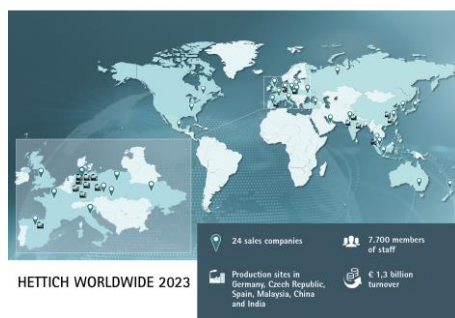 24 sales companies
7.700 members
of staff
Production sites in
Germany, Czech Republic,
Spain, Malaysia, China
and India
€ 1,3 billion
turnover
HETTICH WORLDWIDE 2023